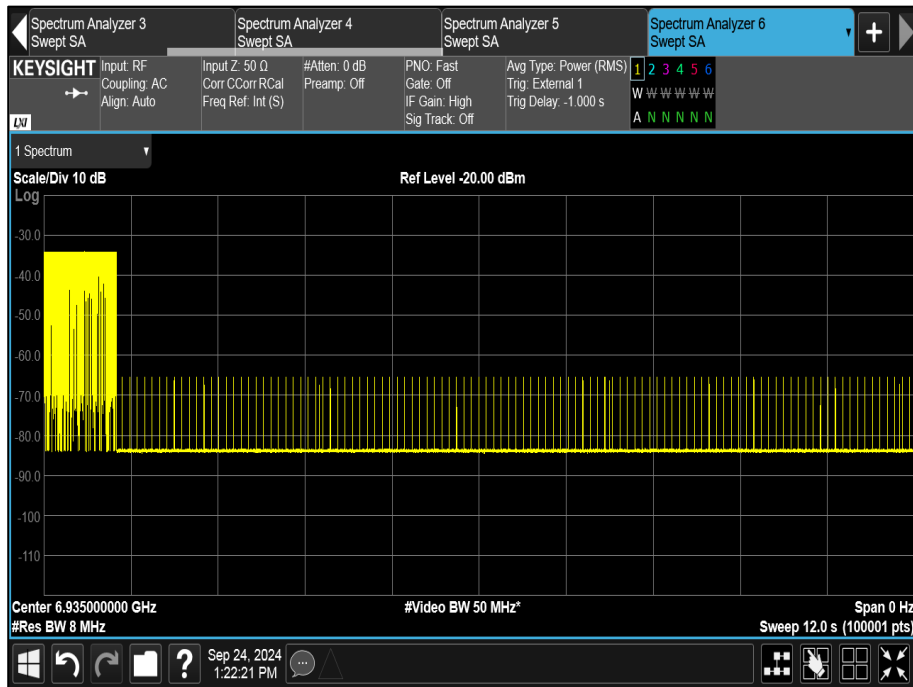 Spectrum Analyzer 3
Swept SA
Spectrum Analyzer 4
Swept SA
Spectrum Analyzer 5
Swept SA
Spectrum Analyzer 6
Swept SA
+
KEYSIGHT
LXI
Input: RF
Coupling: AC
Align: Auto
Input Z: 50 Ω
Corr CCorr RCal
Freq Ref: Int (S)
#Atten: 0 dB
Preamp: Off
PNO: Fast
Gate: Off
IF Gain: High
Sig Track: Off
Avg Type: Power (RMS)
Trig: External 1
Trig Delay: -1.000 s
1 2 3 4 5 6
W W W W W W
A N N N N N
1 Spectrum
Scale/Div 10 dB
Ref Level -20.00 dBm
Log
-30.0
-40.0
-50.0
-60.0
-70.0
-80.0
-90.0
-100
-110
Center 6.935000000 GHz
#Video BW 50 MHz*
Span 0 Hz
#Res BW 8 MHz
Sweep 12.0 s (100001 pts)
?
Sep 24, 2024
1:22:21 PM